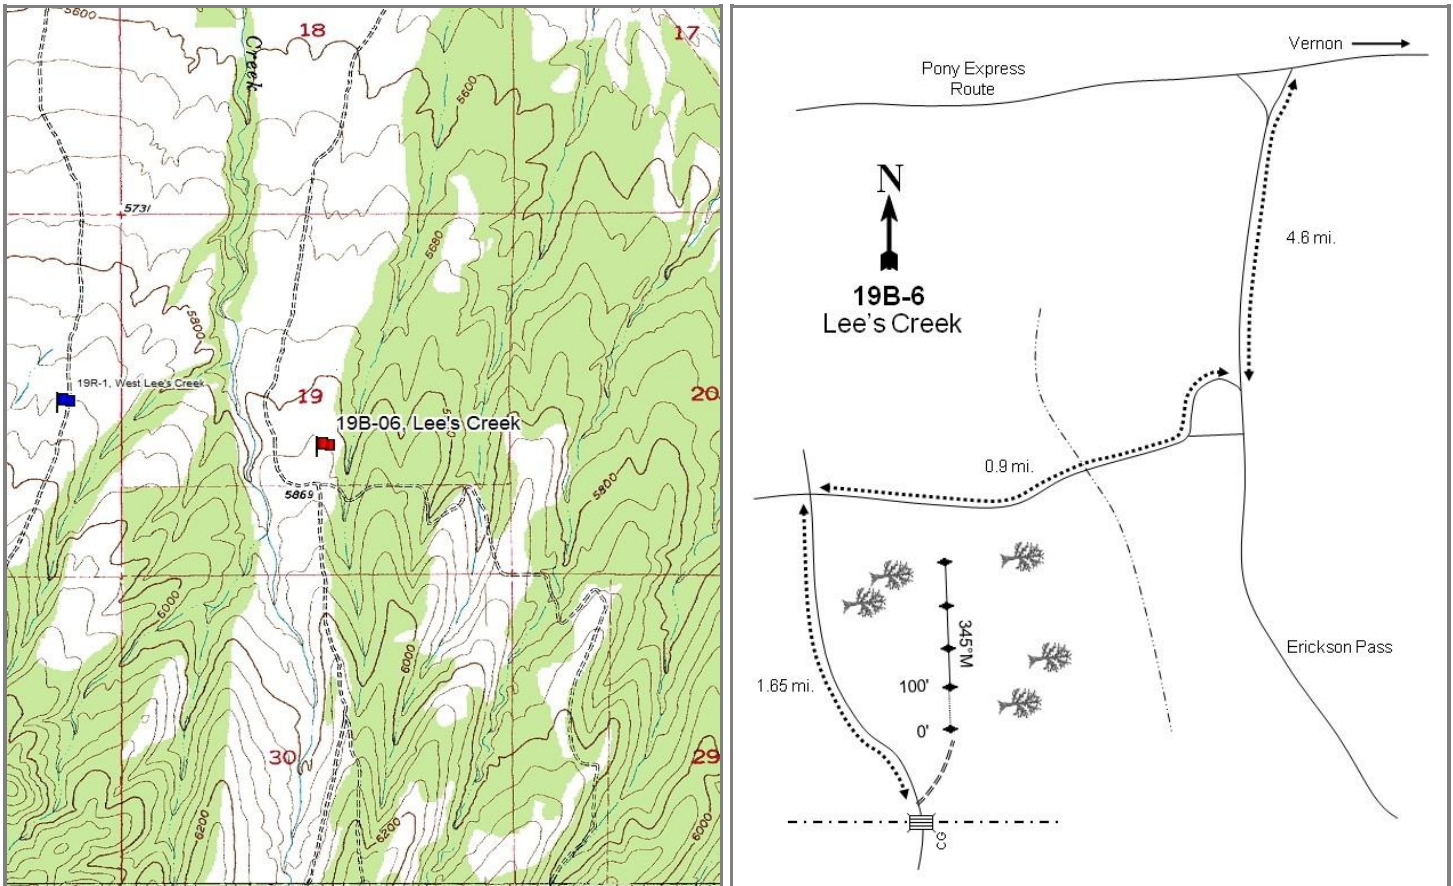 5600
18
17
Creek
5600
5731
5680
5800
19R-1, West Lee's Creek
19
20
19B-06, Lee's Creek
5869
5800
6000
6000
30
29
6200
6200
6000
Vernon
Pony Express
Route
N
4.6 mi.
19B-6
Lee's Creek
0.9 mi.
345°M
Erickson Pass
1.65 mi.
100'
0'
CG